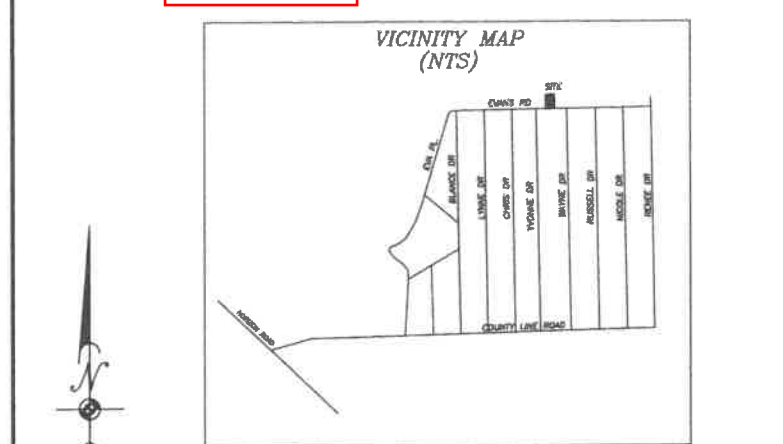 VICINITY MAP
(NTS)
SITE
EVANS RD
EVA PL
BLANCE DR
LYNNE DR
CHRIS DR
YVONNE DR
WAYNE DR
RUSSELL DR
NICOLE DR
RENEE DR
COUNTY LINE ROAD
N